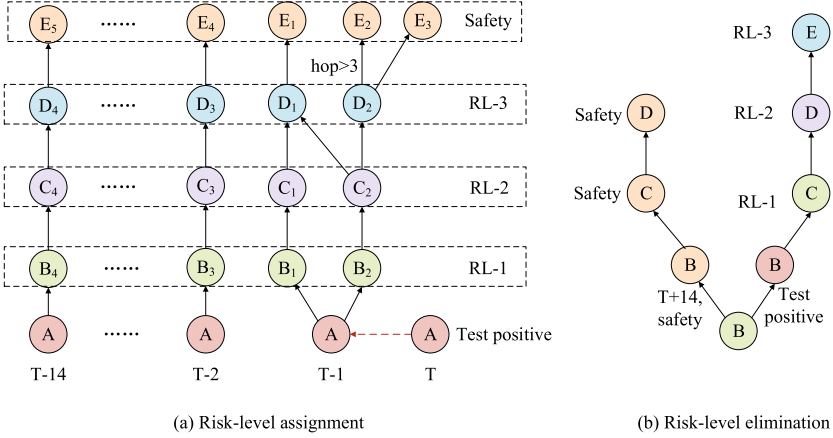 E₅ ...... E₄ E₁ E₂ E₃ Safety
hop>3
D₄ ...... D₃ D₁ D₂ RL-3
C₄ ...... C₃ C₁ C₂ RL-2
B₄ ...... B₃ B₁ B₂ RL-1
A ...... A A A Test positive
T-14 T-2 T-1 T
(a) Risk-level assignment
RL-3 E
Safety D RL-2 D
Safety C RL-1 C
B B
T+14,
safety
Test
positive
B
(b) Risk-level elimination